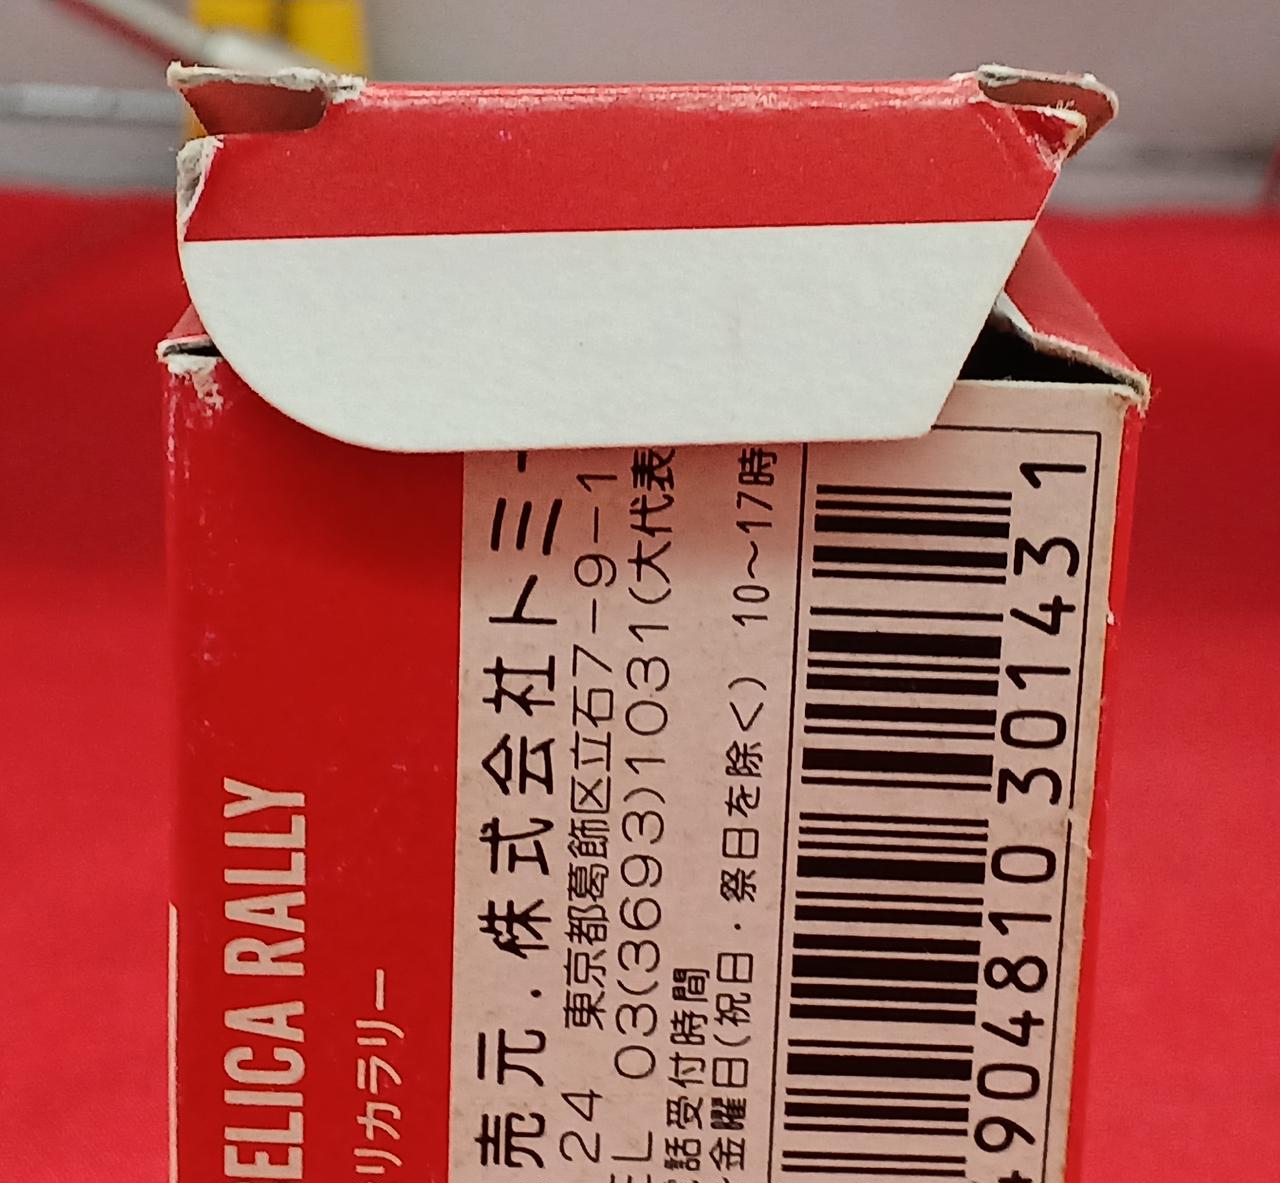 ELICA RALLY
リカラリー
売元・株式会社トミー
24 東京都葛飾区立石7-9-1
EL 03(3693)1031(大代表
話受付時間
金曜日(祝日・祭日を除く) 10～17時
904810301431